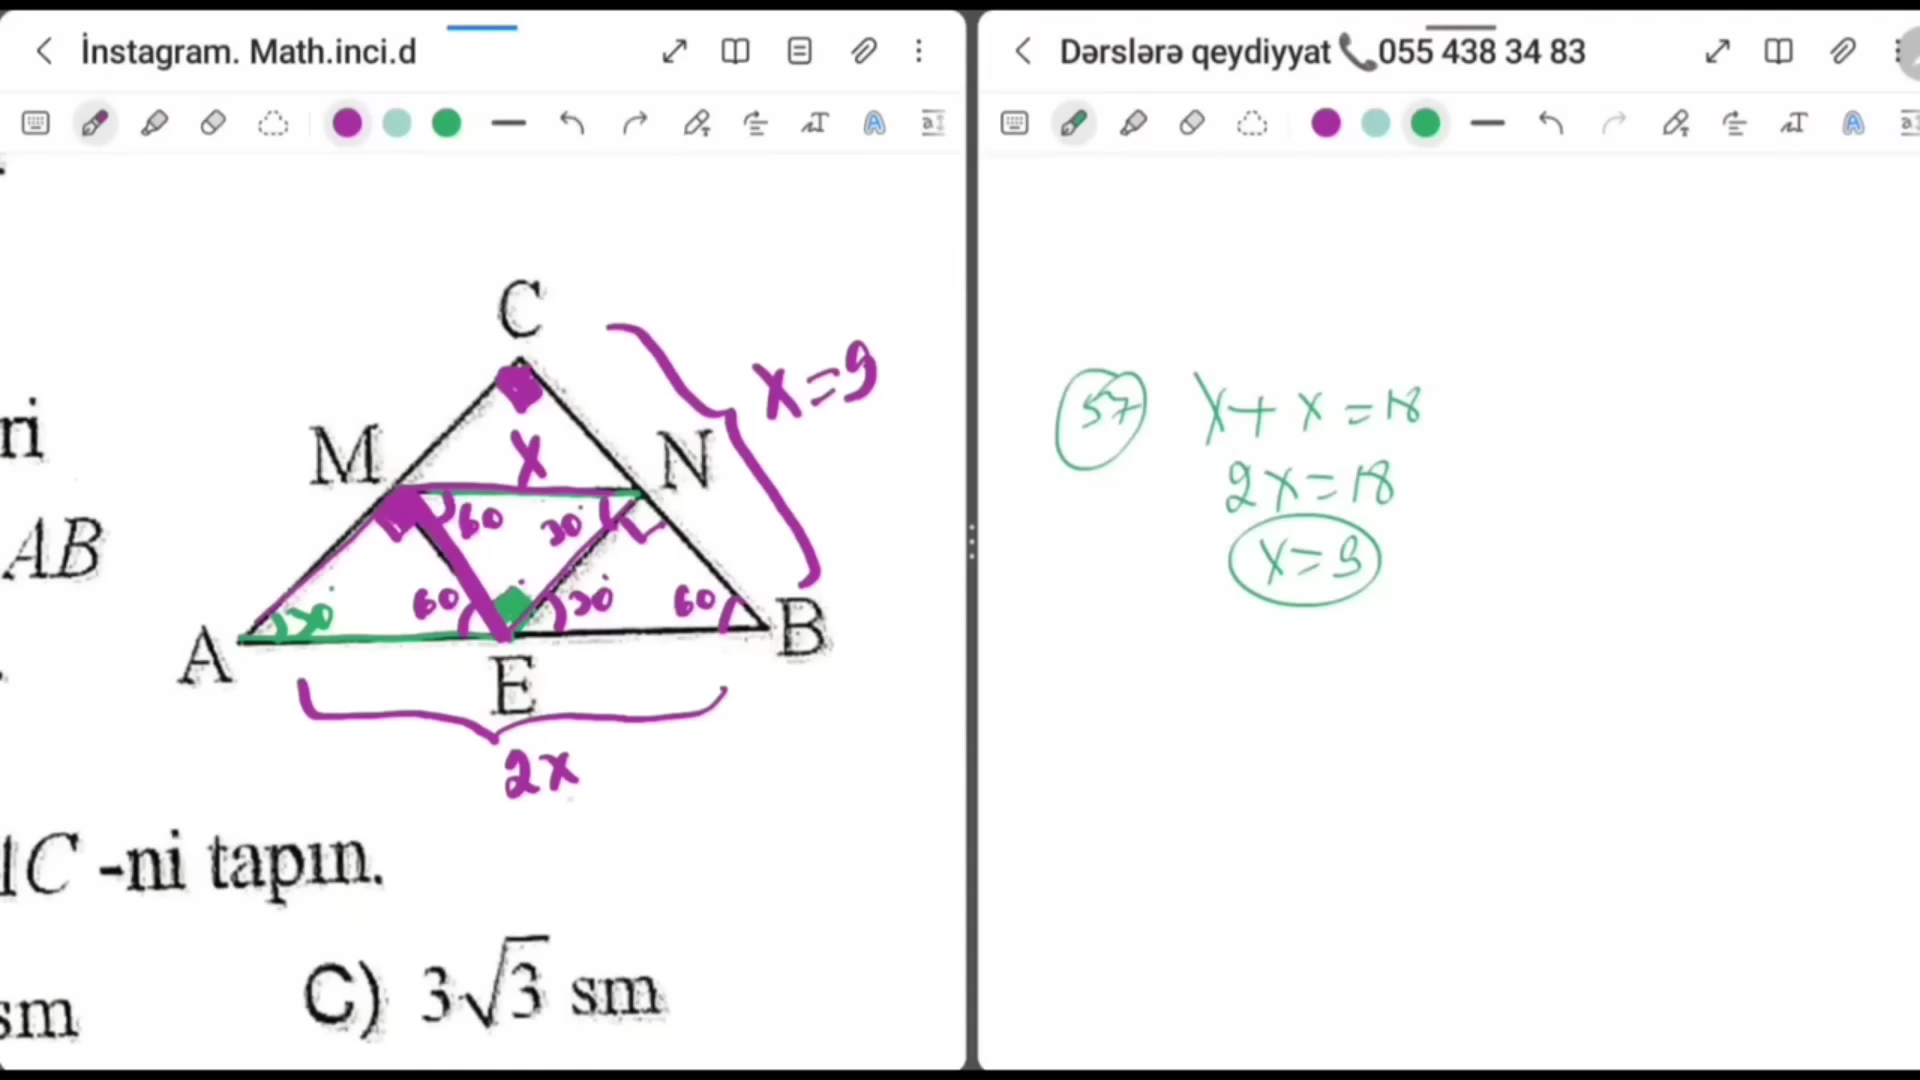 İnstagram. Math.inci.d
ri
AB
C
M
N
A
E
B
X
X=9
60
30
60
30
60
30
2x
C -ni tapın.
sm
C) 3√3 sm
Dərslərə qeydiyyat 📞055 438 34 83
57
X+x=18
2x=18
x=9